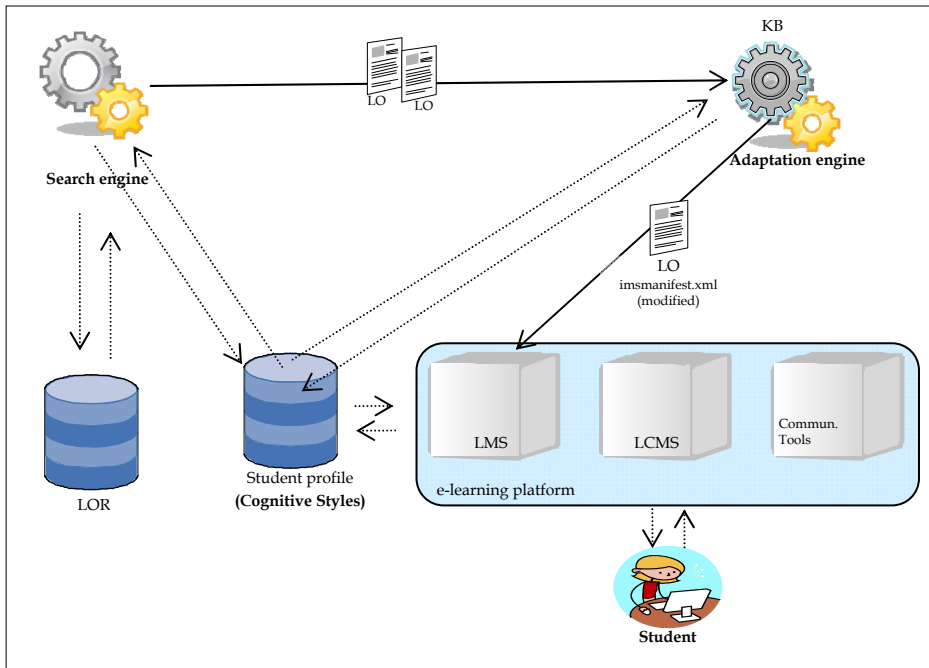 KB
LO
LO
Search engine
Adaptation engine
LO
imsmanifest.xml
(modified)
LMS
LCMS
Commun.
Tools
e-learning platform
LOR
Student profile
(Cognitive Styles)
Student